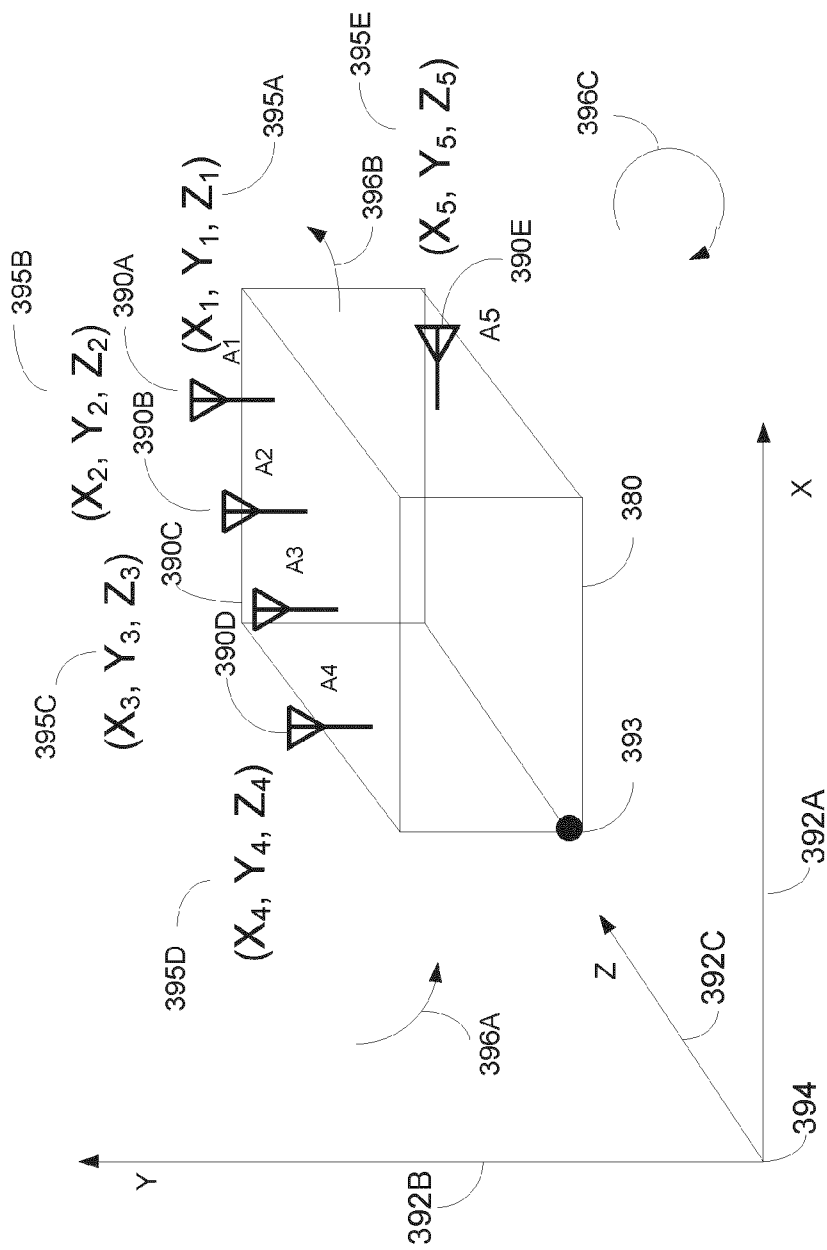 395B
(X2, Y2, Z2)
390A
(X1, Y1, Z1)
395A
395C
(X3, Y3, Z3)
390B
A1
396B
395E
390C
A2
(X5, Y5, Z5)
390D
A3
390E
A5
395D
(X4, Y4, Z4)
A4
396C
396A
393
380
Y
Z
392C
X
392B
394
392A